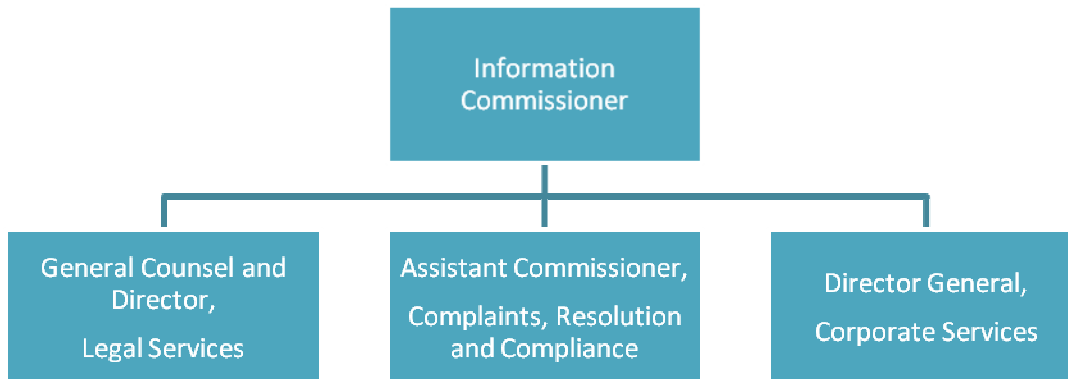 Information
Commissioner
General Counsel and
Director,
Legal Services
Assistant Commissioner,
Complaints, Resolution
and Compliance
Director General,
Corporate Services